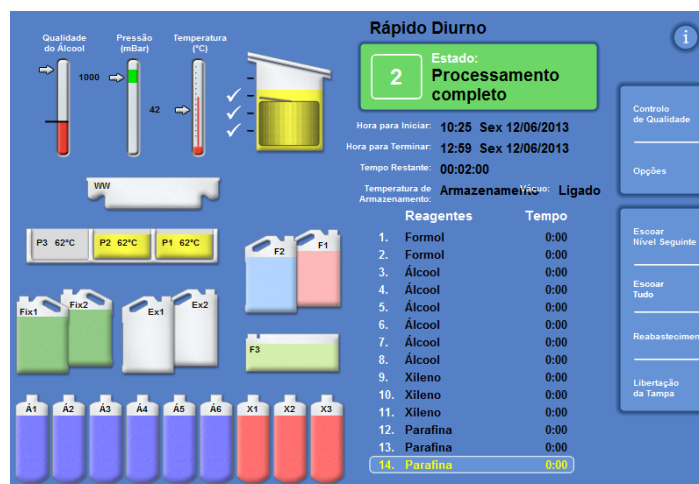 Rápido Diurno
i
Qualidade
do Álcool
Pressão
(mBar)
Temperatura
(°C)
1000
42
2
Estado:
Processamento
completo
Hora para Iniciar: 10:25 Sex 12/06/2013
Hora para Terminar: 12:59 Sex 12/06/2013
Tempo Restante: 00:02:00
Temperatura de
Armazenamento: Armazenamento Vácuo: Ligado
Controlo
de Qualidade
Opções
WW
P3 62°C P2 62°C P1 62°C
F2 F1
Fix1 Fix2 Ex1 Ex2
F3
Á1 Á2 Á3 Á4 Á5 Á6 X1 X2 X3
Reagentes Tempo
1. Formol 0:00
2. Formol 0:00
3. Álcool 0:00
4. Álcool 0:00
5. Álcool 0:00
6. Álcool 0:00
7. Álcool 0:00
8. Álcool 0:00
9. Xileno 0:00
10. Xileno 0:00
11. Xileno 0:00
12. Parafina 0:00
13. Parafina 0:00
14. Parafina 0:00
Escoar
Nível Seguinte
Escoar
Tudo
Reabastecimen
Libertação
da Tampa